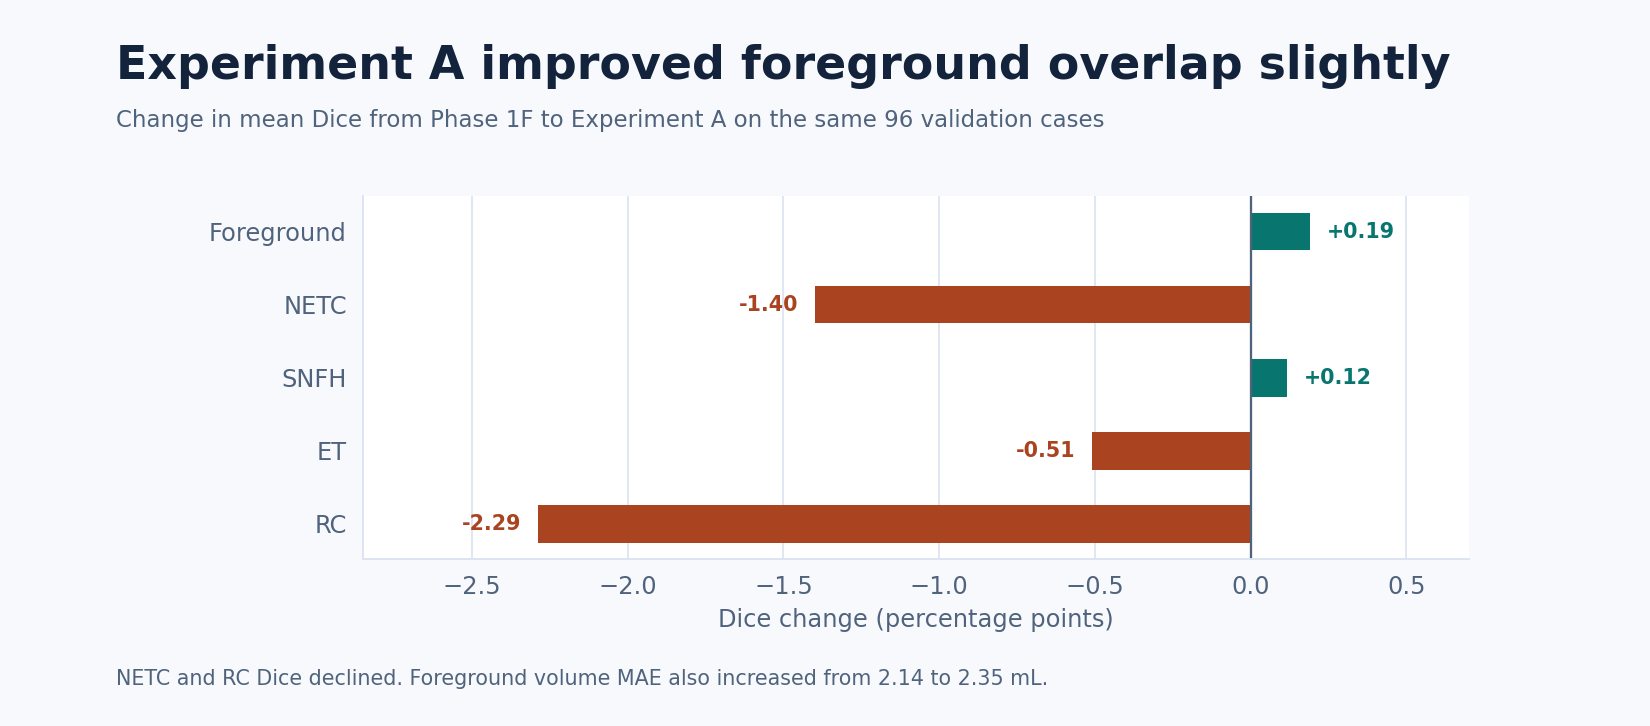 Experiment A improved foreground overlap slightly
Change in mean Dice from Phase 1F to Experiment A on the same 96 validation cases
Foreground
+0.19
NETC
-1.40
SNFH
+0.12
ET
-0.51
RC
-2.29
−2.5 −2.0 −1.5 −1.0 −0.5 0.0 0.5
Dice change (percentage points)
NETC and RC Dice declined. Foreground volume MAE also increased from 2.14 to 2.35 mL.